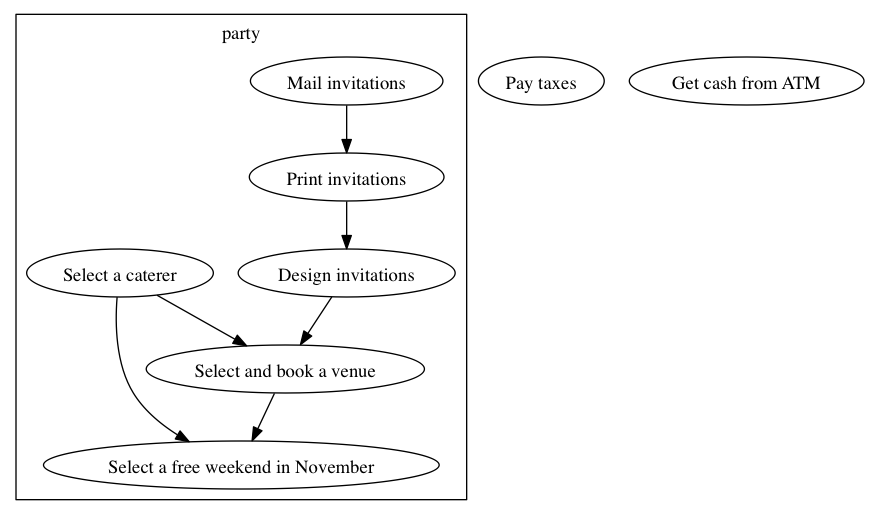 party
Mail invitations
Pay taxes
Get cash from ATM
Print invitations
Select a caterer
Design invitations
Select and book a venue
Select a free weekend in November